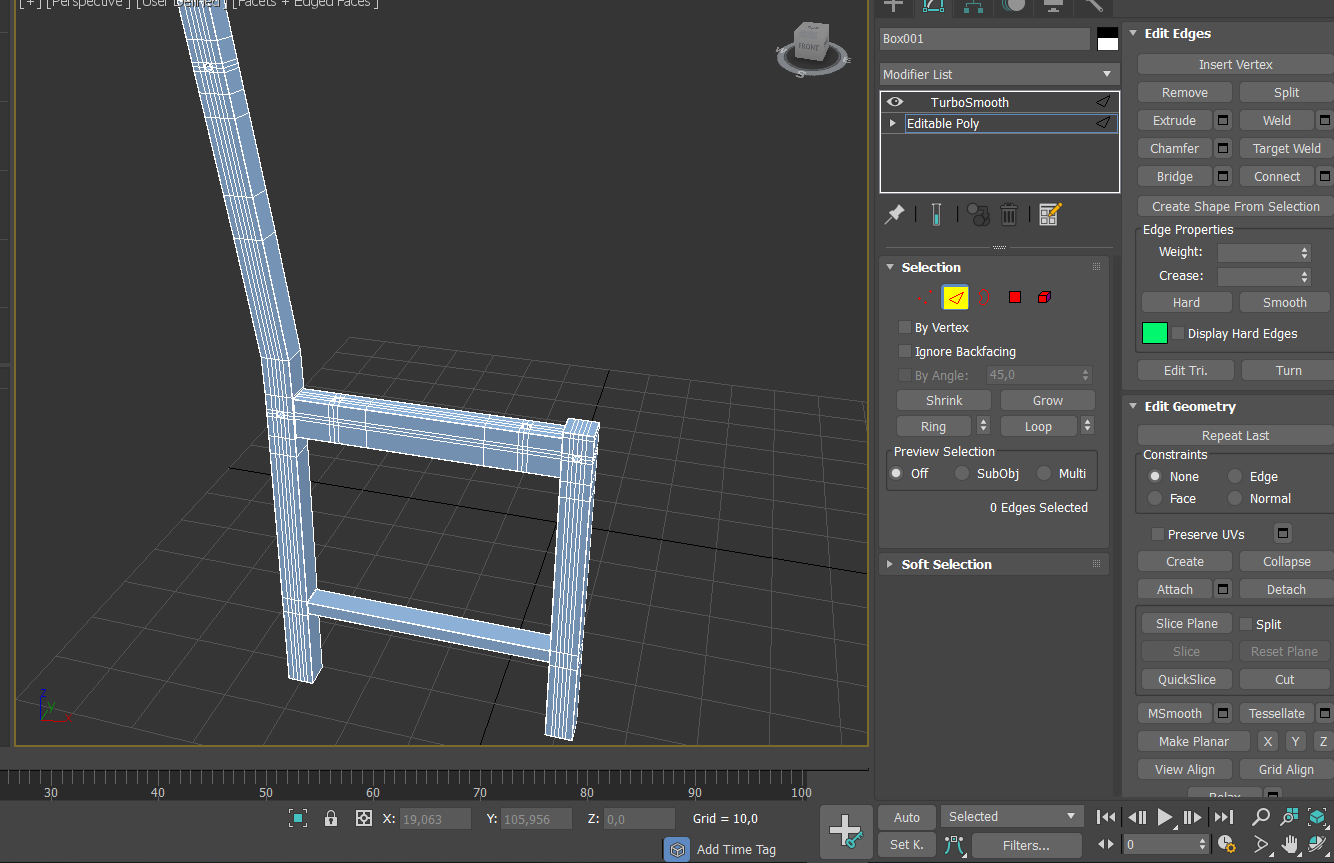 [ + ] [Perspective ] [User Defined ] [Facets + Edged Faces ]
FRONT
S
E
z
y
x
30 40 50 60 70 80 90 100
X: 19,063 Y: 105,956 Z: 0,0 Grid = 10,0
Add Time Tag
Box001
Modifier List
TurboSmooth
Editable Poly
Selection
By Vertex
Ignore Backfacing
By Angle: 45,0
Shrink Grow
Ring Loop
Preview Selection
Off SubObj Multi
0 Edges Selected
Soft Selection
Edit Edges
Insert Vertex
Remove Split
Extrude Weld
Chamfer Target Weld
Bridge Connect
Create Shape From Selection
Edge Properties
Weight:
Crease:
Hard Smooth
Display Hard Edges
Edit Tri. Turn
Edit Geometry
Repeat Last
Constraints
None Edge
Face Normal
Preserve UVs
Create Collapse
Attach Detach
Slice Plane Split
Slice Reset Plane
QuickSlice Cut
MSmooth Tessellate
Make Planar X Y Z
View Align Grid Align
Relax
Auto Selected
Set K. Filters... 0